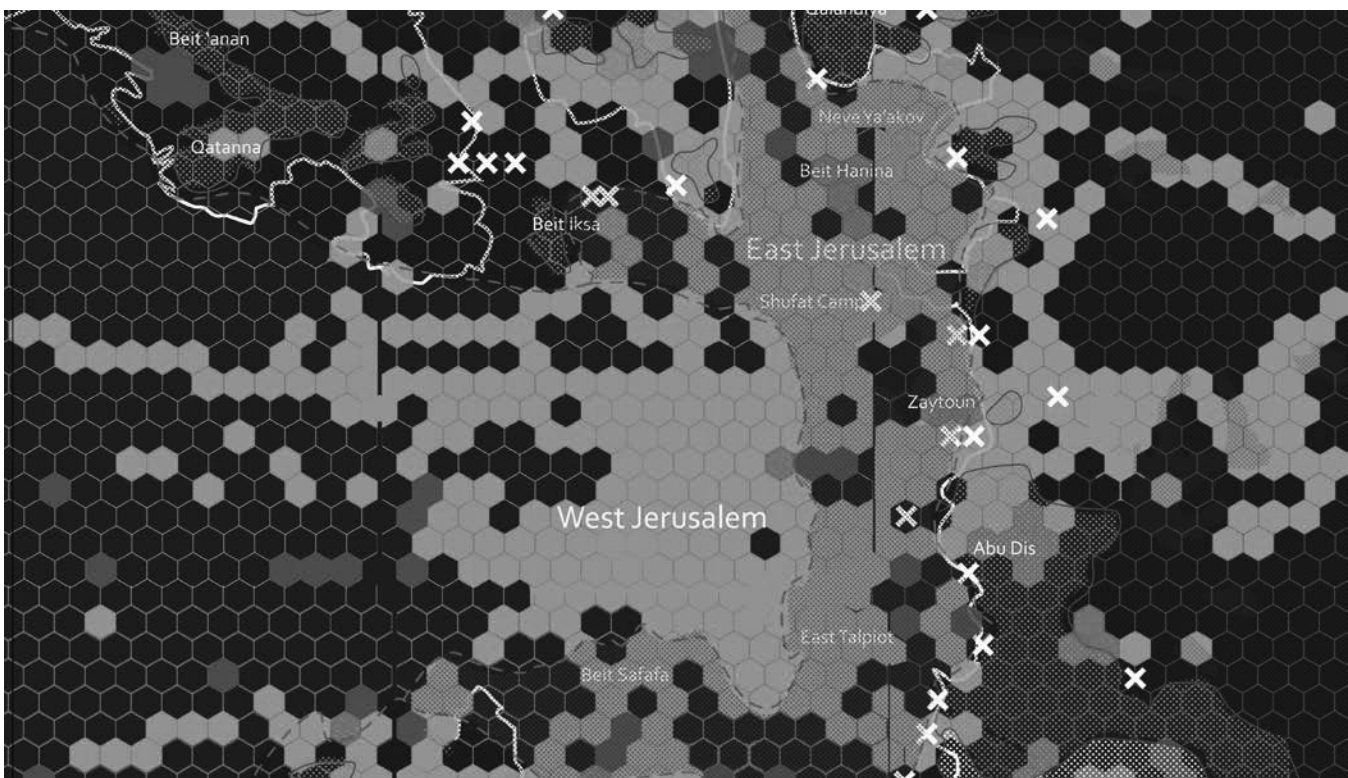 Beit 'anan
Qatanna
Neve Ya'akov
Beit Hanina
Beit Iksa
East Jerusalem
Shufat Camp
Zaytoun
West Jerusalem
Abu Dis
East Talpiot
Beit Safafa